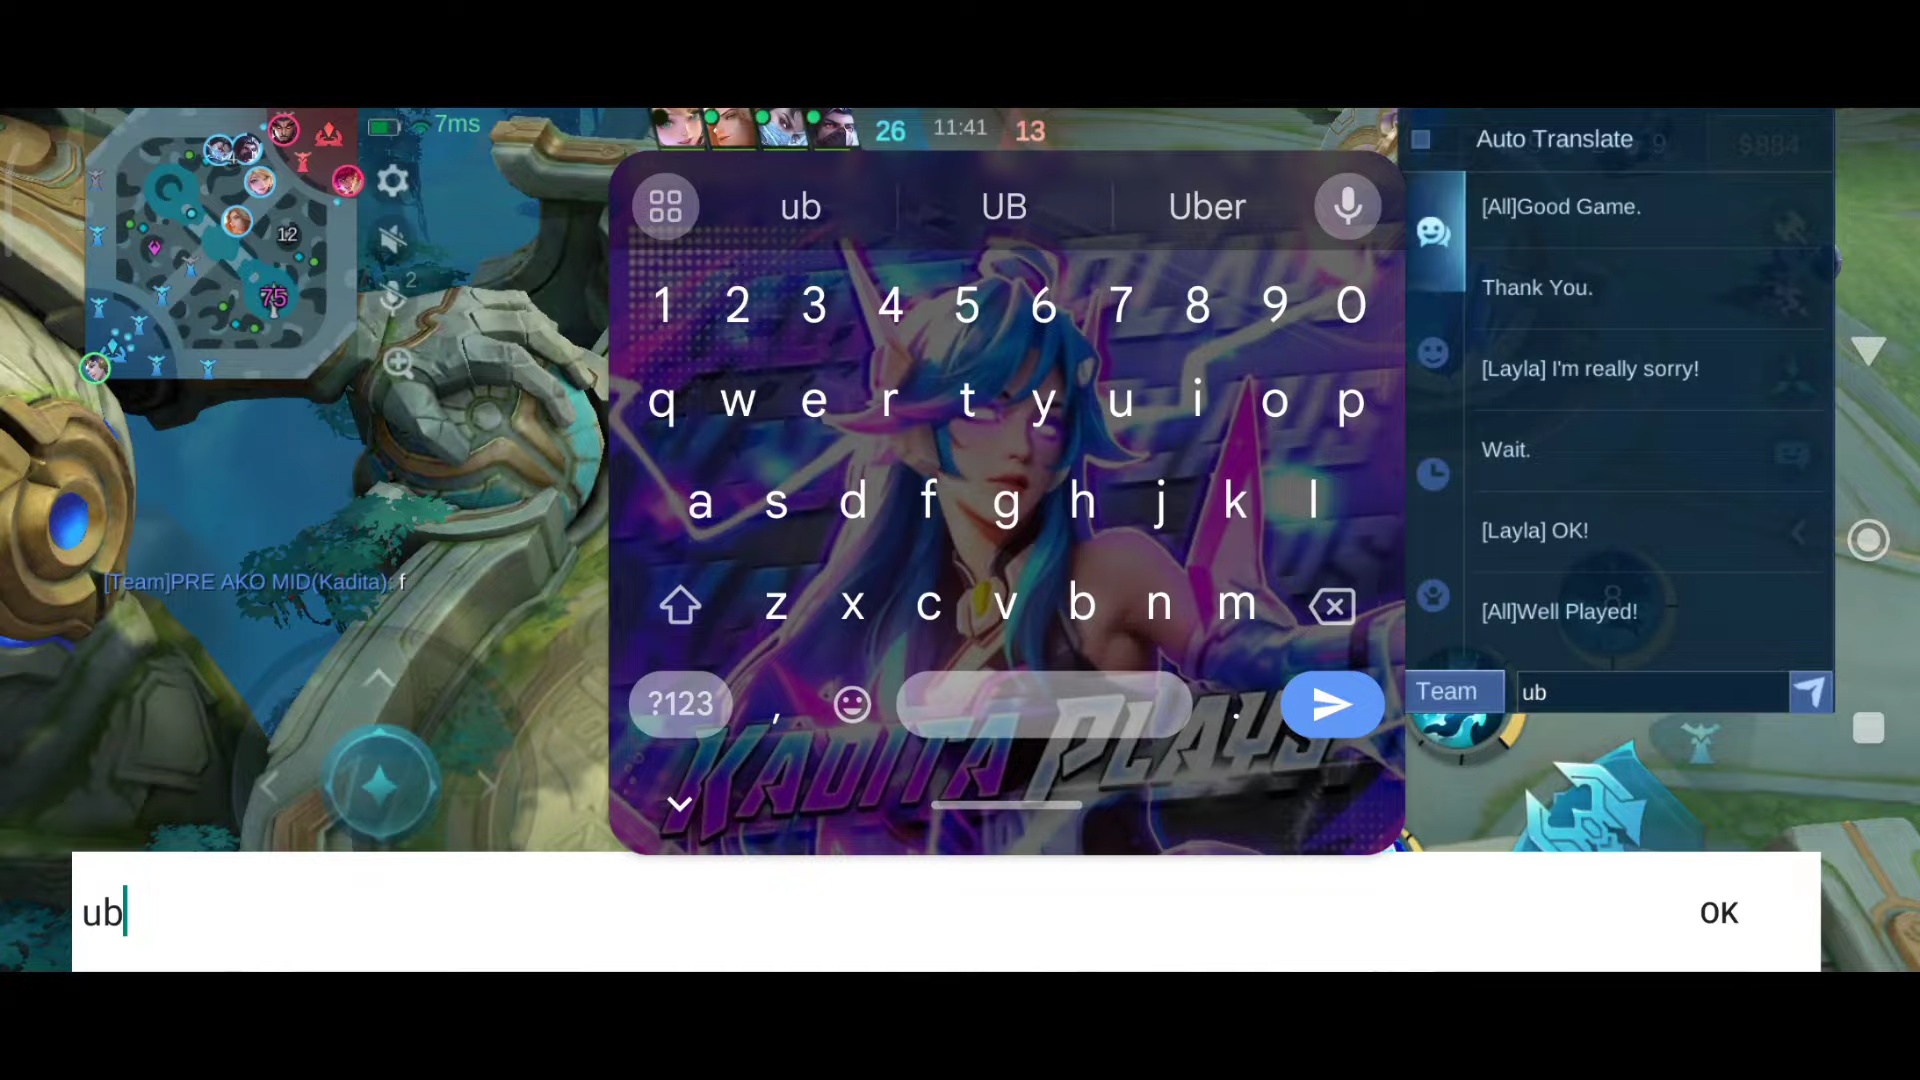 7ms
26 11:41 13
2
12
75
[Team]PRE AKO MID(Kadita): f
ub UB Uber
1 2 3 4 5 6 7 8 9 0
q w e r t y u i o p
a s d f g h j k l
z x c v b n m
?123 , .
KADITA PLAYS
Auto Translate
$884
[All]Good Game.
Thank You.
[Layla] I'm really sorry!
Wait.
[Layla] OK!
[All]Well Played!
Team ub
ub OK